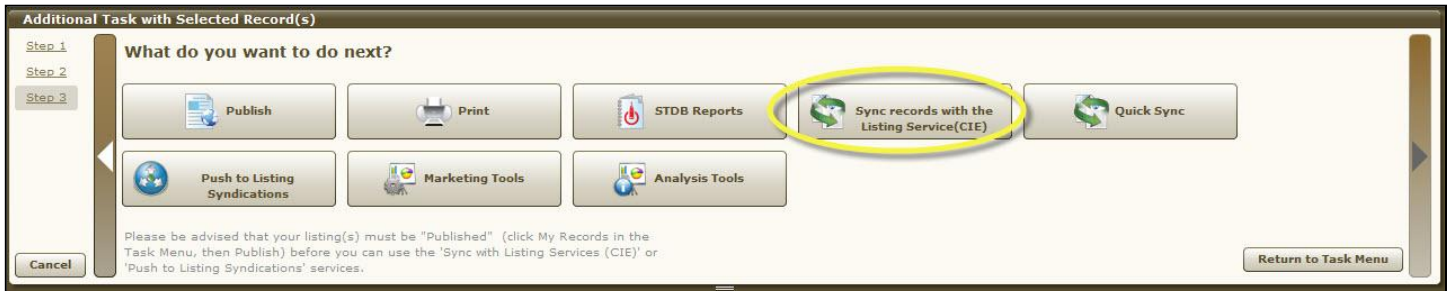 Additional Task with Selected Record(s)
Step 1
Step 2
Step 3
What do you want to do next?
Publish
Print
STDB Reports
Sync records with the
Listing Service(CIE)
Quick Sync
Push to Listing
Syndications
Marketing Tools
Analysis Tools
Please be advised that your listing(s) must be "Published"  (click My Records in the
Task Menu, then Publish) before you can use the 'Sync with Listing Services (CIE)' or
'Push to Listing Syndications' services.
Cancel
Return to Task Menu